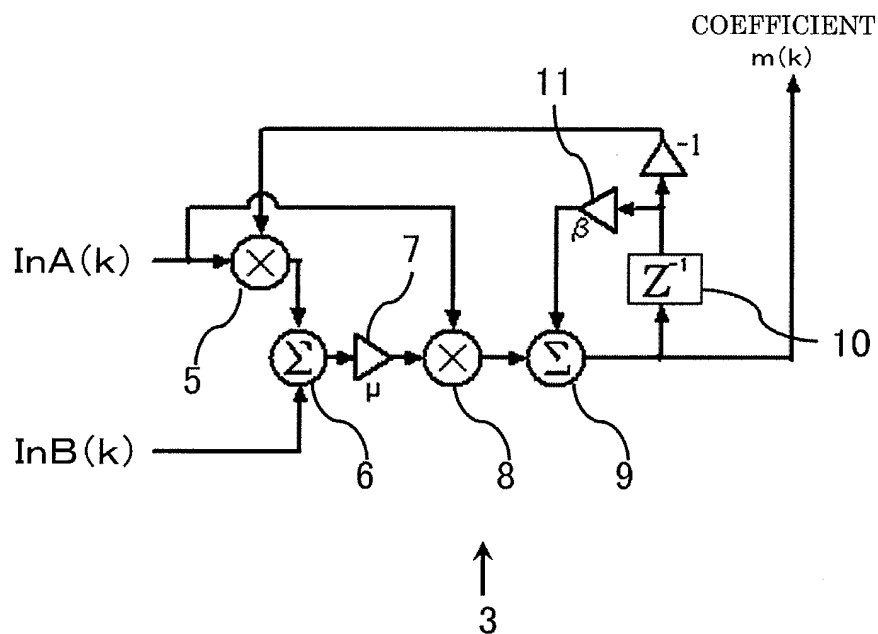 COEFFICIENT
m(k)
11
-1
β
InA(k)
×
7
Z⁻¹
5
Σ
μ
×
Σ
10
InB(k)
6
8
9
3